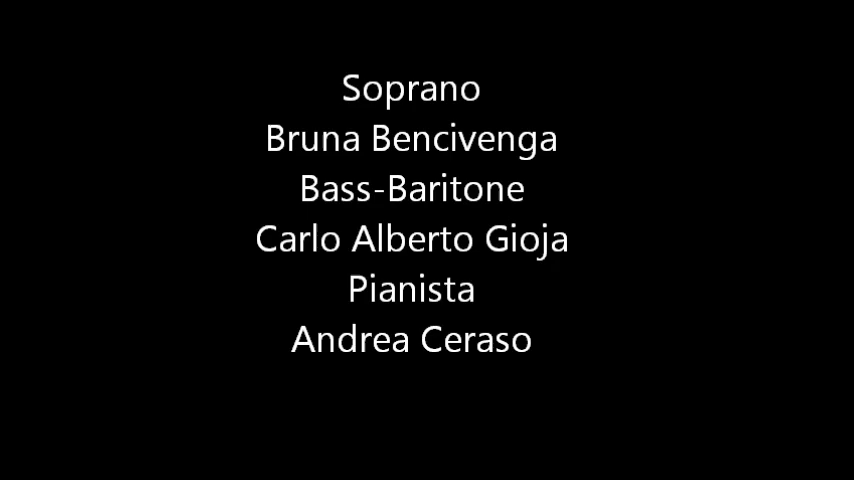 Soprano
Bruna Bencivenga
Bass-Baritone
Carlo Alberto Gioja
Pianista
Andrea Ceraso